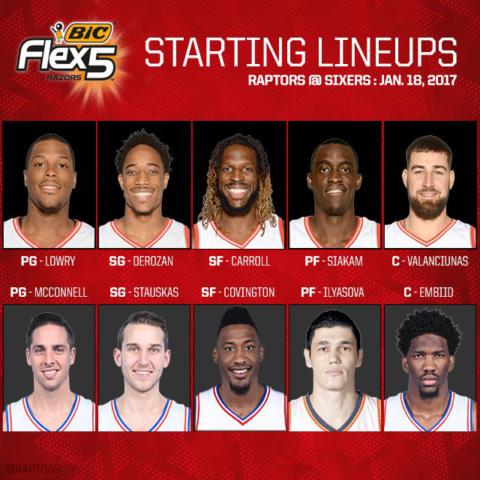 BIC
Flex5
RAZORS
STARTING LINEUPS
RAPTORS @ SIXERS : JAN. 18, 2017
PG - LOWRY SG - DEROZAN SF - CARROLL PF - SIAKAM C - VALANCIUNAS
PG - MCCONNELL SG - STAUSKAS SF - COVINGTON PF - ILYASOVA C - EMBIID
@RAPTORS